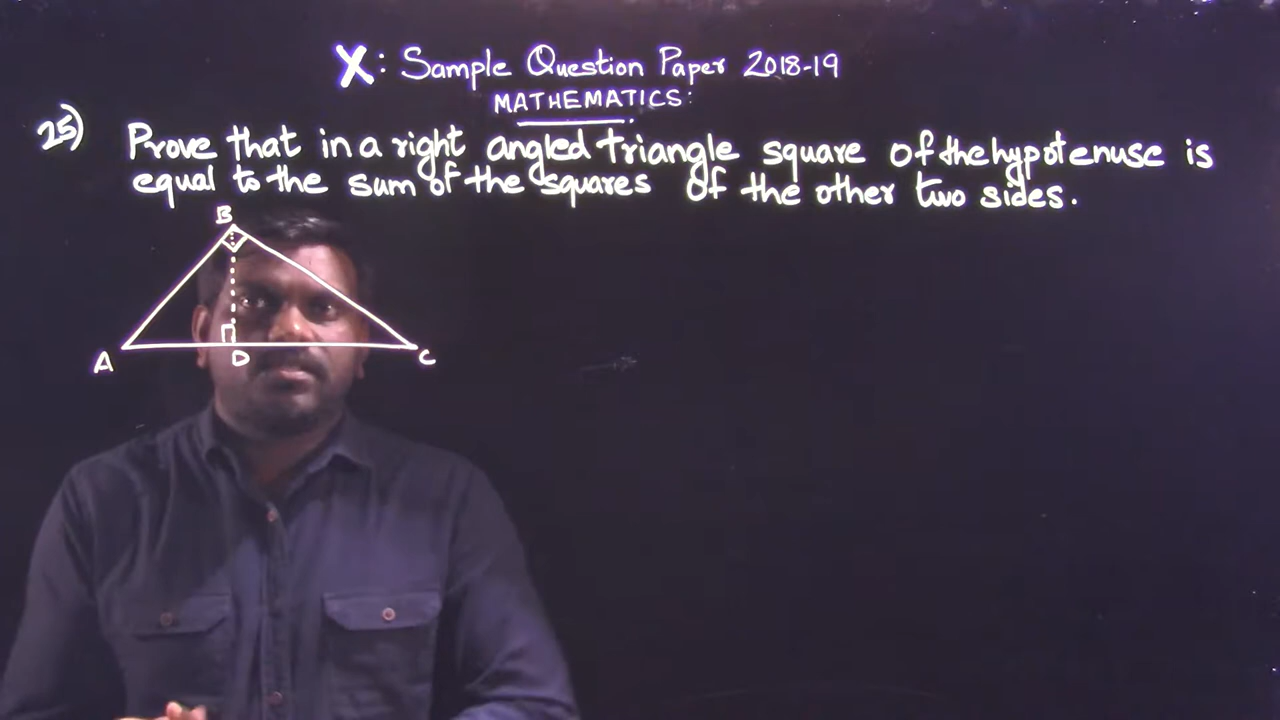 X: Sample Question Paper 2018-19
MATHEMATICS:
25) Prove that in a right angled triangle square of the hypotenuse is
equal to the sum of the squares of the other two sides.
B
A D C